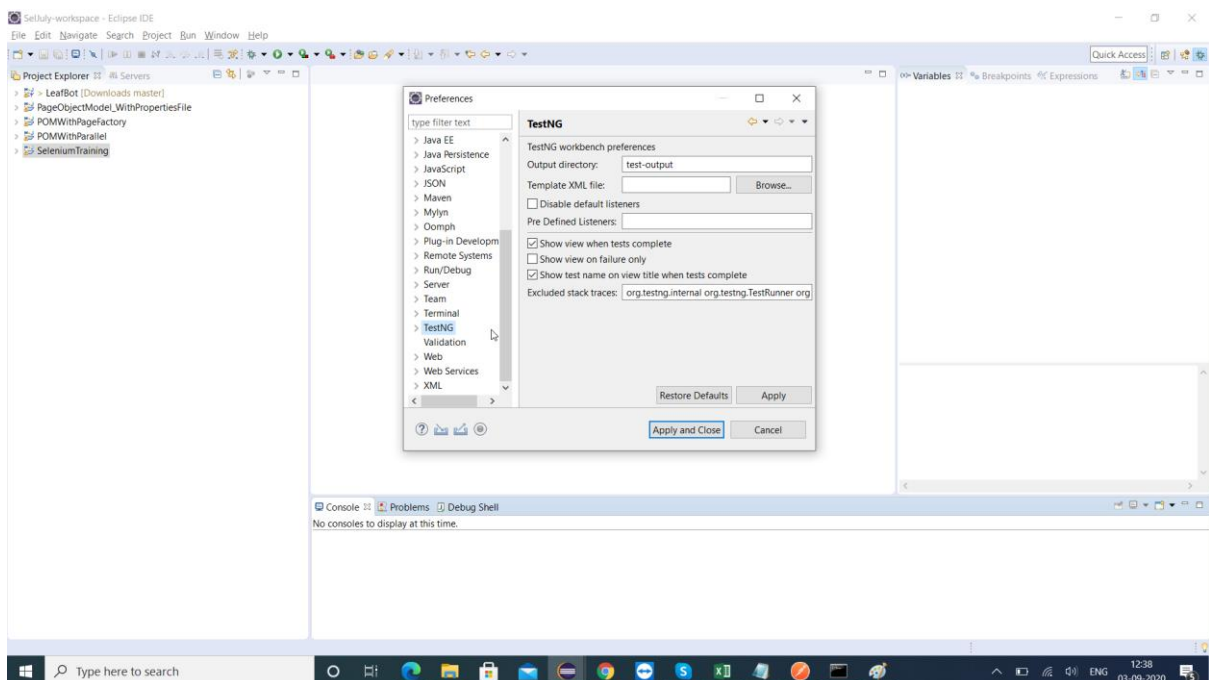 SelJuly-workspace - Eclipse IDE
File Edit Navigate Search Project Run Window Help
Quick Access
Project Explorer Servers
> LeafBot [Downloads master]
PageObjectModel_WithPropertiesFile
POMWithPageFactory
POMWithParallel
SeleniumTraining
Preferences
type filter text
Java EE
Java Persistence
JavaScript
JSON
Maven
Mylyn
Oomph
Plug-in Developm
Remote Systems
Run/Debug
Server
Team
Terminal
TestNG
Validation
Web
Web Services
XML
TestNG
TestNG workbench preferences
Output directory: test-output
Template XML file: Browse...
Disable default listeners
Pre Defined Listeners:
Show view when tests complete
Show view on failure only
Show test name on view title when tests complete
Excluded stack traces: org.testng.internal org.testng.TestRunner org
Restore Defaults Apply
Apply and Close Cancel
(x)= Variables Breakpoints Expressions
Console Problems Debug Shell
No consoles to display at this time.
Type here to search
ENG
12:38
03-09-2020